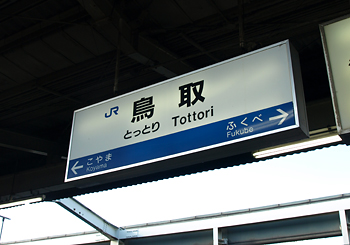 JR 鳥取
とっとり Tottori
← こやま ふくべ →
Koyama Fukube